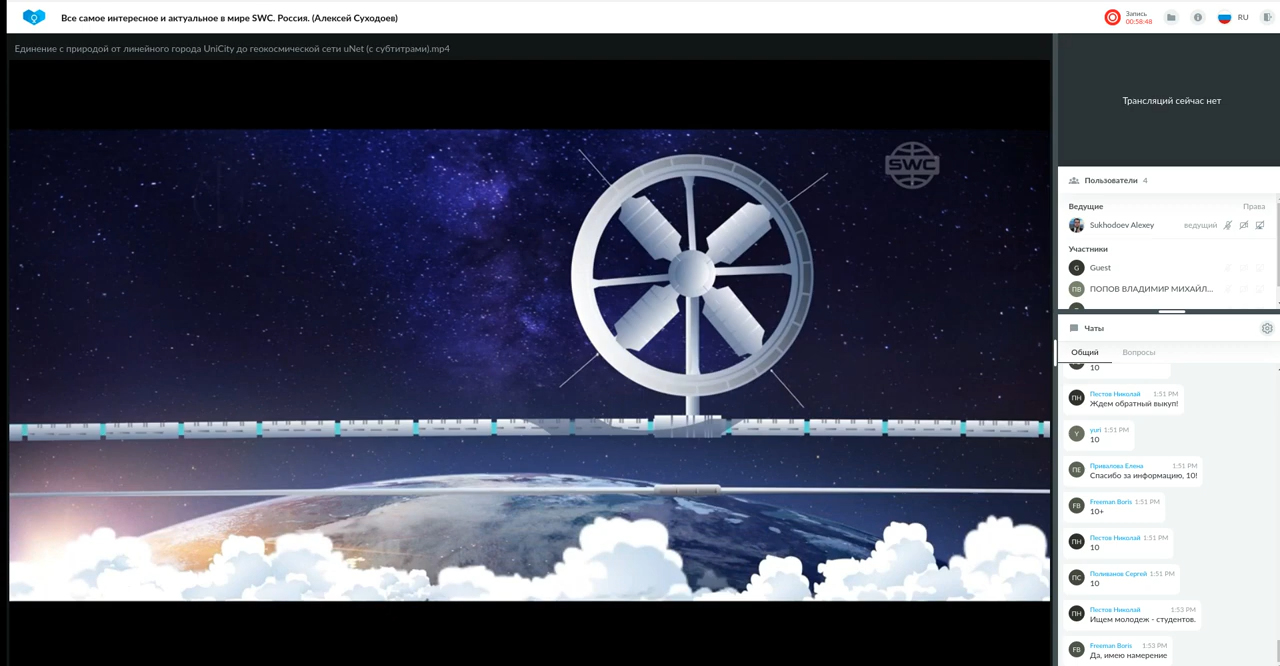 Все самое интересное и актуальное в мире SWC. Россия. (Алексей Суходоев)
Запись
00:58:48
RU
Единение с природой от линейного города UniCity до геокосмической сети uNet (с субтитрами).mp4
SWC
Трансляций сейчас нет
Пользователи 4
Ведущие Права
Sukhodoev Alexey ведущий
Участники
G Guest
ПВ ПОПОВ ВЛАДИМИР МИХАЙЛ...
Чаты
Общий Вопросы
10
ПН Пестов Николай 1:51 PM
Ждем обратный выкуп!
Y yuri 1:51 PM
10
ПЕ Привалова Елена 1:51 PM
Спасибо за информацию, 10!
FB Freeman Boris 1:51 PM
10+
ПН Пестов Николай 1:51 PM
10
ПС Поливанов Сергей 1:51 PM
10
ПН Пестов Николай 1:53 PM
Ищем молодеж - студентов.
FB Freeman Boris 1:53 PM
Да, имею намерение